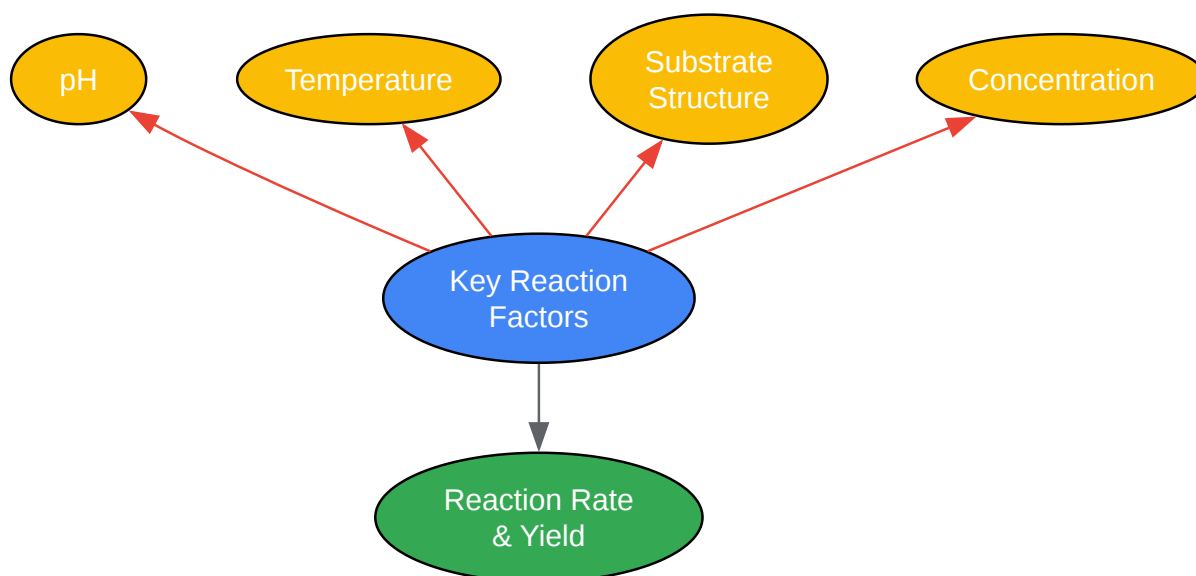 pH
Temperature
Substrate
Structure
Concentration
Key Reaction
Factors
Reaction Rate
& Yield